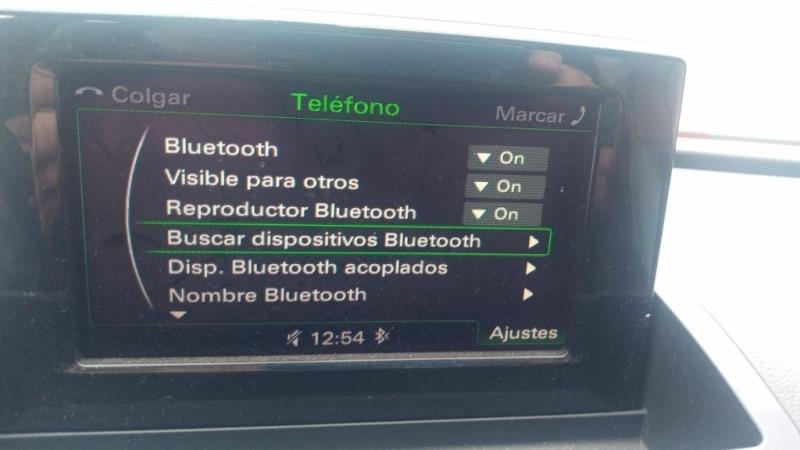 Colgar
Teléfono
Marcar
Bluetooth On
Visible para otros On
Reproductor Bluetooth On
Buscar dispositivos Bluetooth
Disp. Bluetooth acoplados
Nombre Bluetooth
12:54
Ajustes